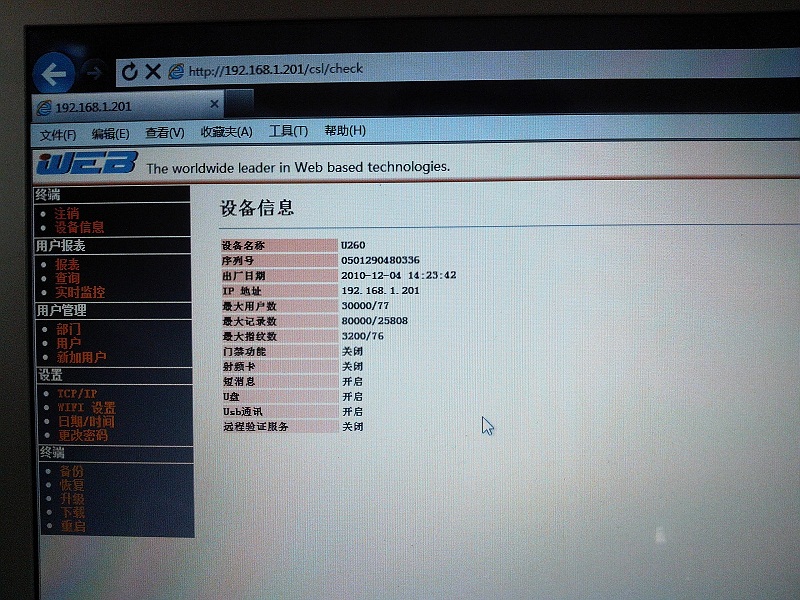 http://192.168.1.201/csl/check
192.168.1.201
文件(F) 编辑(E) 查看(V) 收藏夹(A) 工具(T) 帮助(H)
iWEB The worldwide leader in Web based technologies.
终端
注销
设备信息
用户报表
报表
查询
实时监控
用户管理
部门
用户
新加用户
设置
TCP/IP
WIFI 设置
日期/时间
更改密码
终端
备份
恢复
升级
下载
重启
设备信息
设备名称 U260
序列号 0501290480336
出厂日期 2010-12-04 14:23:42
IP 地址 192.168.1.201
最大用户数 30000/77
最大记录数 80000/25808
最大指纹数 3200/76
门禁功能 关闭
射频卡 关闭
短消息 开启
U盘 开启
Usb通讯 开启
远程验证服务 关闭